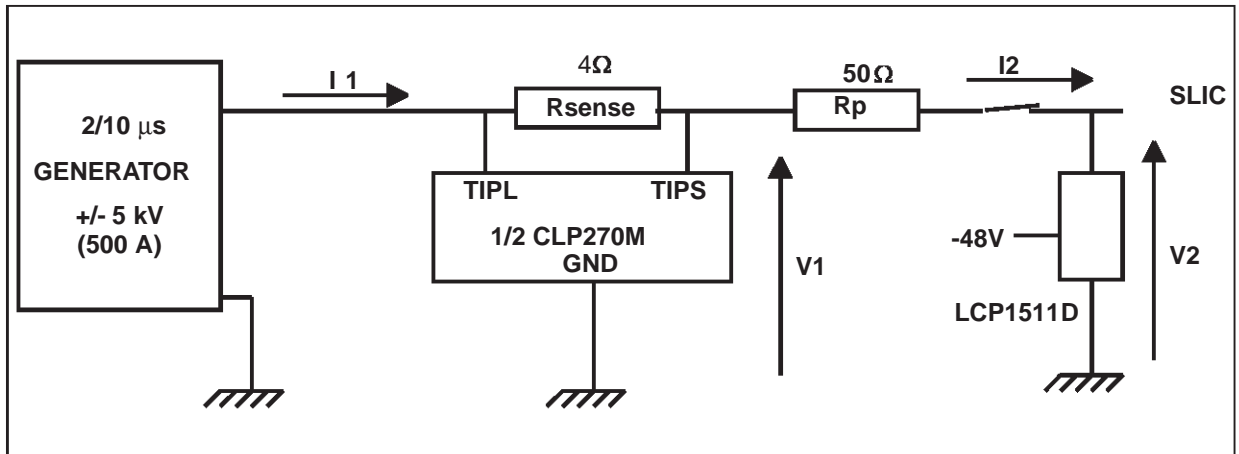 2/10 μs
GENERATOR
+/- 5 kV
(500 A)
I 1
4Ω
Rsense
TIPL TIPS
1/2 CLP270M
GND
V1
50Ω
Rp
I2
SLIC
-48V
LCP1511D
V2